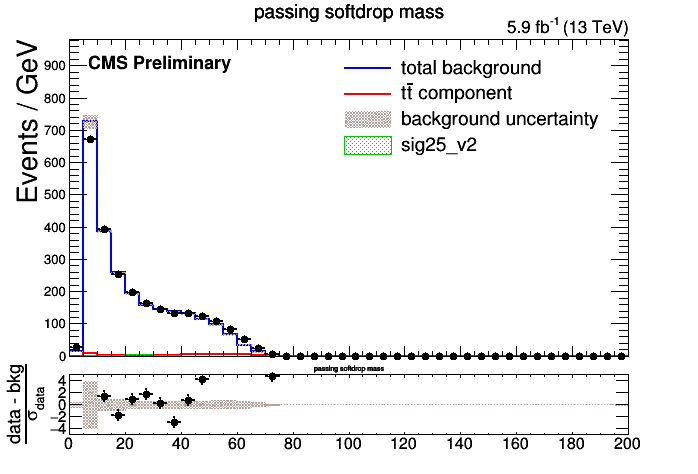 passing softdrop mass
5.9 fb⁻¹ (13 TeV)
CMS Preliminary
Events / GeV
900
800
700
600
500
400
300
200
100
0
total background
tt̄ component
background uncertainty
sig25_v2
passing softdrop mass
data - bkg
σdata
4
2
0
−2
−4
0 20 40 60 80 100 120 140 160 180 200